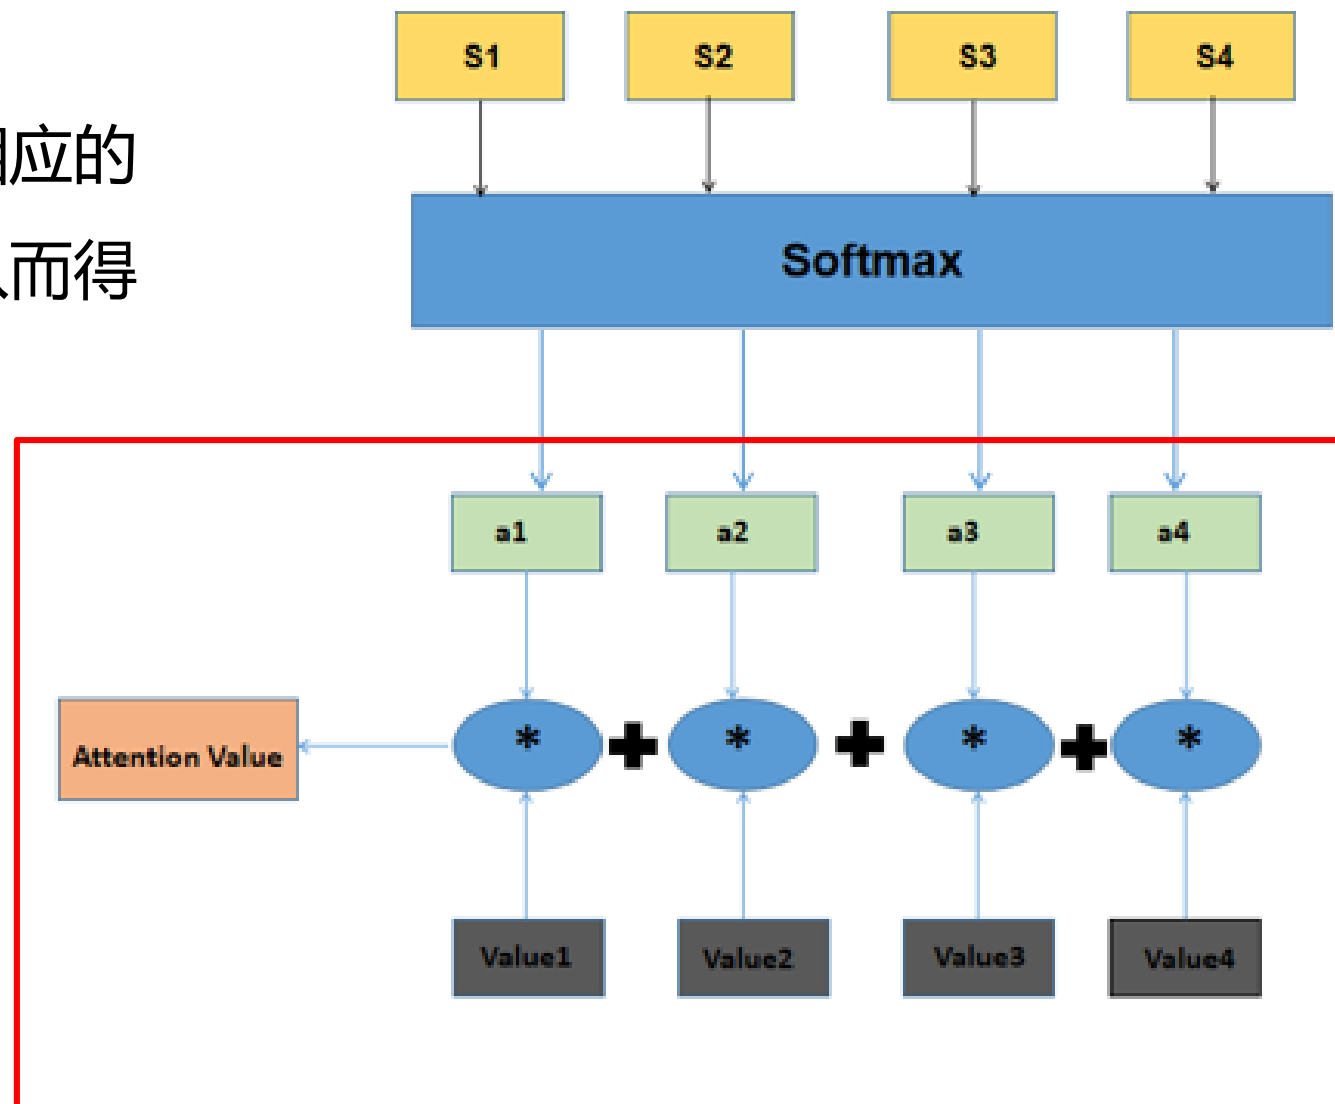 S1 S2 S3 S4
应的
而得
Softmax
a1 a2 a3 a4
* + * + * + *
Attention Value
Value1 Value2 Value3 Value4